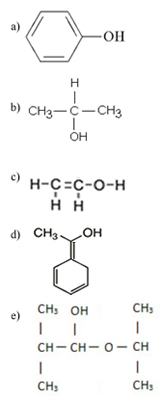 a)
OH
H
b)
CH3-C-CH3
OH
c) H-C=C-O-H
H H
d) CH3 OH
e) CH3 OH CH3
CH - CH - O - CH
CH3 CH3